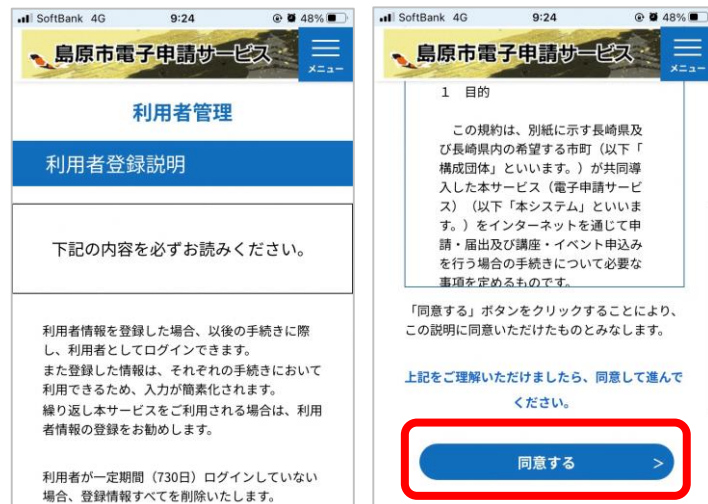 SoftBank 4G 9:24 48%
島原市電子申請サービス
メニュー
利用者管理
利用者登録説明
下記の内容を必ずお読みください。
利用者情報を登録した場合、以後の手続きに際
し、利用者としてログインできます。
また登録した情報は、それぞれの手続きにおいて
利用できるため、入力が簡素化されます。
繰り返し本サービスをご利用される場合は、利用
者情報の登録をお勧めします。
利用者が一定期間（730日）ログインしていない
場合、登録情報すべてを削除いたします。
SoftBank 4G 9:24 48%
島原市電子申請サービス
メニュー
1 目的
この規約は、別紙に示す長崎県及
び長崎県内の希望する市町（以下「
構成団体」といいます。）が共同導
入した本サービス（電子申請サービ
ス）（以下「本システム」といいま
す。）をインターネットを通じて申
請・届出及び講座・イベント申込み
を行う場合の手続きについて必要な
事項を定めるものです。
「同意する」ボタンをクリックすることにより、
この説明に同意いただけたものとみなします。
上記をご理解いただけましたら、同意して進んで
ください。
同意する >